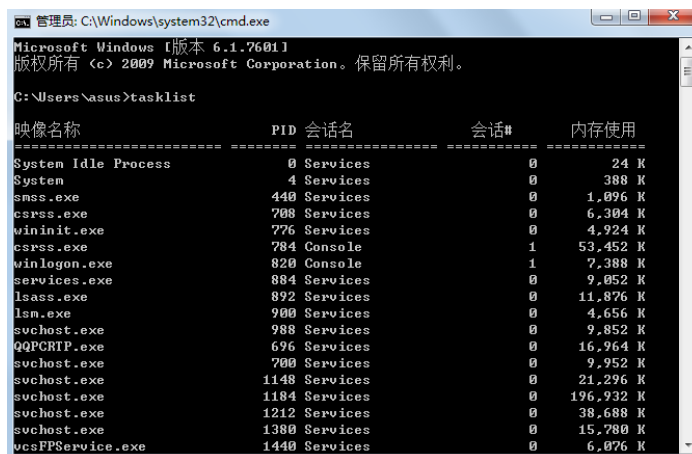 管理员: C:\Windows\system32\cmd.exe
Microsoft Windows [版本 6.1.7601]
版权所有 (c) 2009 Microsoft Corporation。保留所有权利。
C:\Users\asus>tasklist
映像名称 PID 会话名 会话# 内存使用
========================= ======== ================ =========== ============
System Idle Process 0 Services 0 24 K
System 4 Services 0 388 K
smss.exe 440 Services 0 1,096 K
csrss.exe 708 Services 0 6,304 K
wininit.exe 776 Services 0 4,924 K
csrss.exe 784 Console 1 53,452 K
winlogon.exe 820 Console 1 7,388 K
services.exe 884 Services 0 9,052 K
lsass.exe 892 Services 0 11,876 K
lsm.exe 900 Services 0 4,656 K
svchost.exe 988 Services 0 9,852 K
QQPCRTP.exe 696 Services 0 16,964 K
svchost.exe 700 Services 0 9,952 K
svchost.exe 1148 Services 0 21,296 K
svchost.exe 1184 Services 0 196,932 K
svchost.exe 1212 Services 0 38,688 K
svchost.exe 1380 Services 0 15,780 K
vcsFPService.exe 1440 Services 0 6,076 K